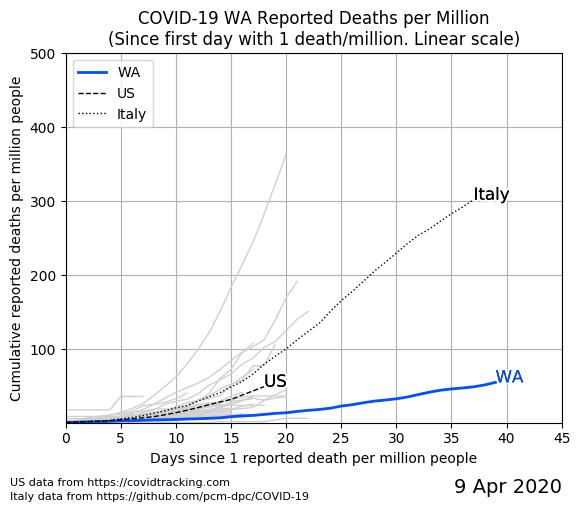 COVID-19 WA Reported Deaths per Million
(Since first day with 1 death/million. Linear scale)
Cumulative reported deaths per million people
500
400
300
200
100
WA
US
Italy
Italy
US
WA
0
5
10
15
20
25
30
35
40
45
Days since 1 reported death per million people
US data from https://covidtracking.com
Italy data from https://github.com/pcm-dpc/COVID-19
9 Apr 2020